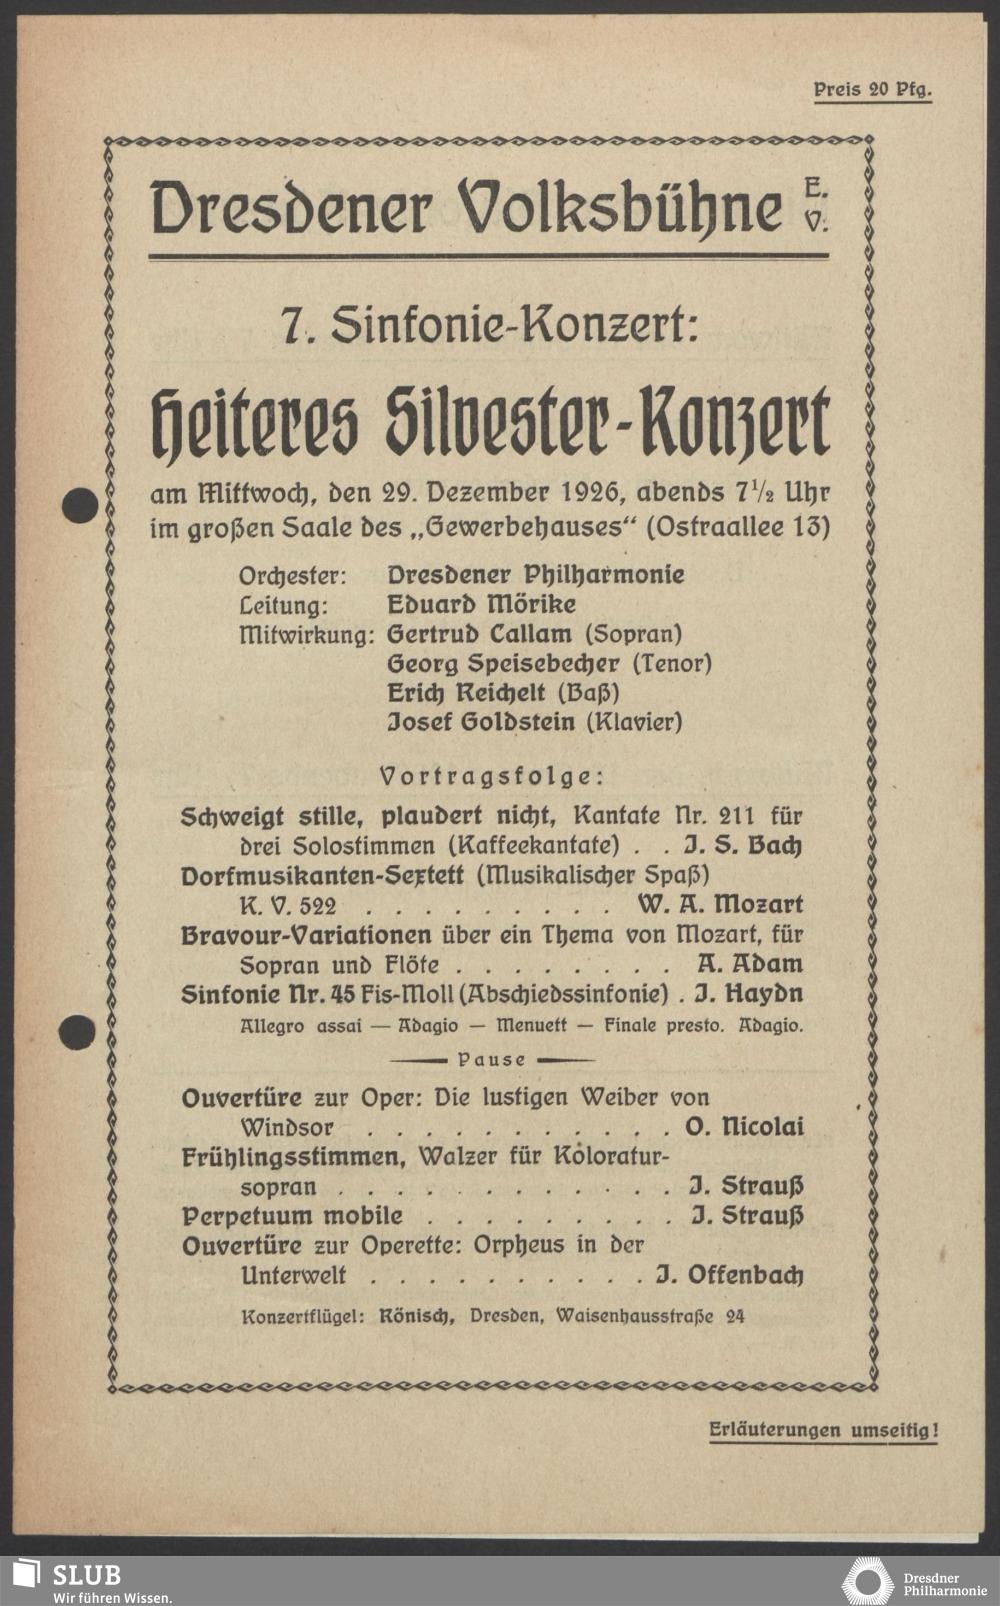 Preis 20 Pfg.
Dresdener Volksbühne E. V.
7. Sinfonie-Konzert:
Heiteres Silvester-Konzert
am Mittwoch, den 29. Dezember 1926, abends 7½ Uhr
im großen Saale des „Gewerbehauses“ (Ostraallee 13)
Orchester: Dresdener Philharmonie
Leitung: Eduard Mörike
Mitwirkung: Gertrud Callam (Sopran)
Georg Speisebecher (Tenor)
Erich Reichelt (Baß)
Josef Goldstein (Klavier)
Vortragsfolge:
Schweigt stille, plaudert nicht, Kantate Nr. 211 für
drei Solostimmen (Kaffeekantate) . . J. S. Bach
Dorfmusikanten-Sextett (Musikalischer Spaß)
K. V. 522 . . . . . . . . . W. A. Mozart
Bravour-Variationen über ein Thema von Mozart, für
Sopran und Flöte . . . . . . . . A. Adam
Sinfonie Nr. 45 Fis-Moll (Abschiedssinfonie) . J. Haydn
Allegro assai — Adagio — Menuett — Finale presto. Adagio.
— Pause —
Ouvertüre zur Oper: Die lustigen Weiber von
Windsor . . . . . . . . . . . O. Nicolai
Frühlingsstimmen, Walzer für Koloratur-
sopran . . . . . . . . . . . . J. Strauß
Perpetuum mobile . . . . . . . . . J. Strauß
Ouvertüre zur Operette: Orpheus in der
Unterwelt . . . . . . . . . . J. Offenbach
Konzertflügel: Rönisch, Dresden, Waisenhausstraße 24
Erläuterungen umseitig!
SLUB
Wir führen Wissen.
Dresdner
Philharmonie